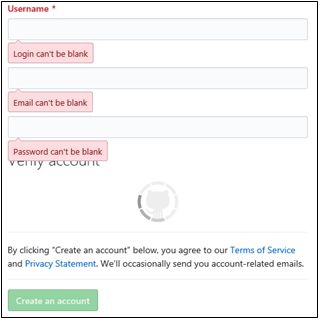 Username *
Login can't be blank
Email can't be blank
Password can't be blank
Verify account
By clicking "Create an account" below, you agree to our Terms of Service
and Privacy Statement. We'll occasionally send you account-related emails.
Create an account